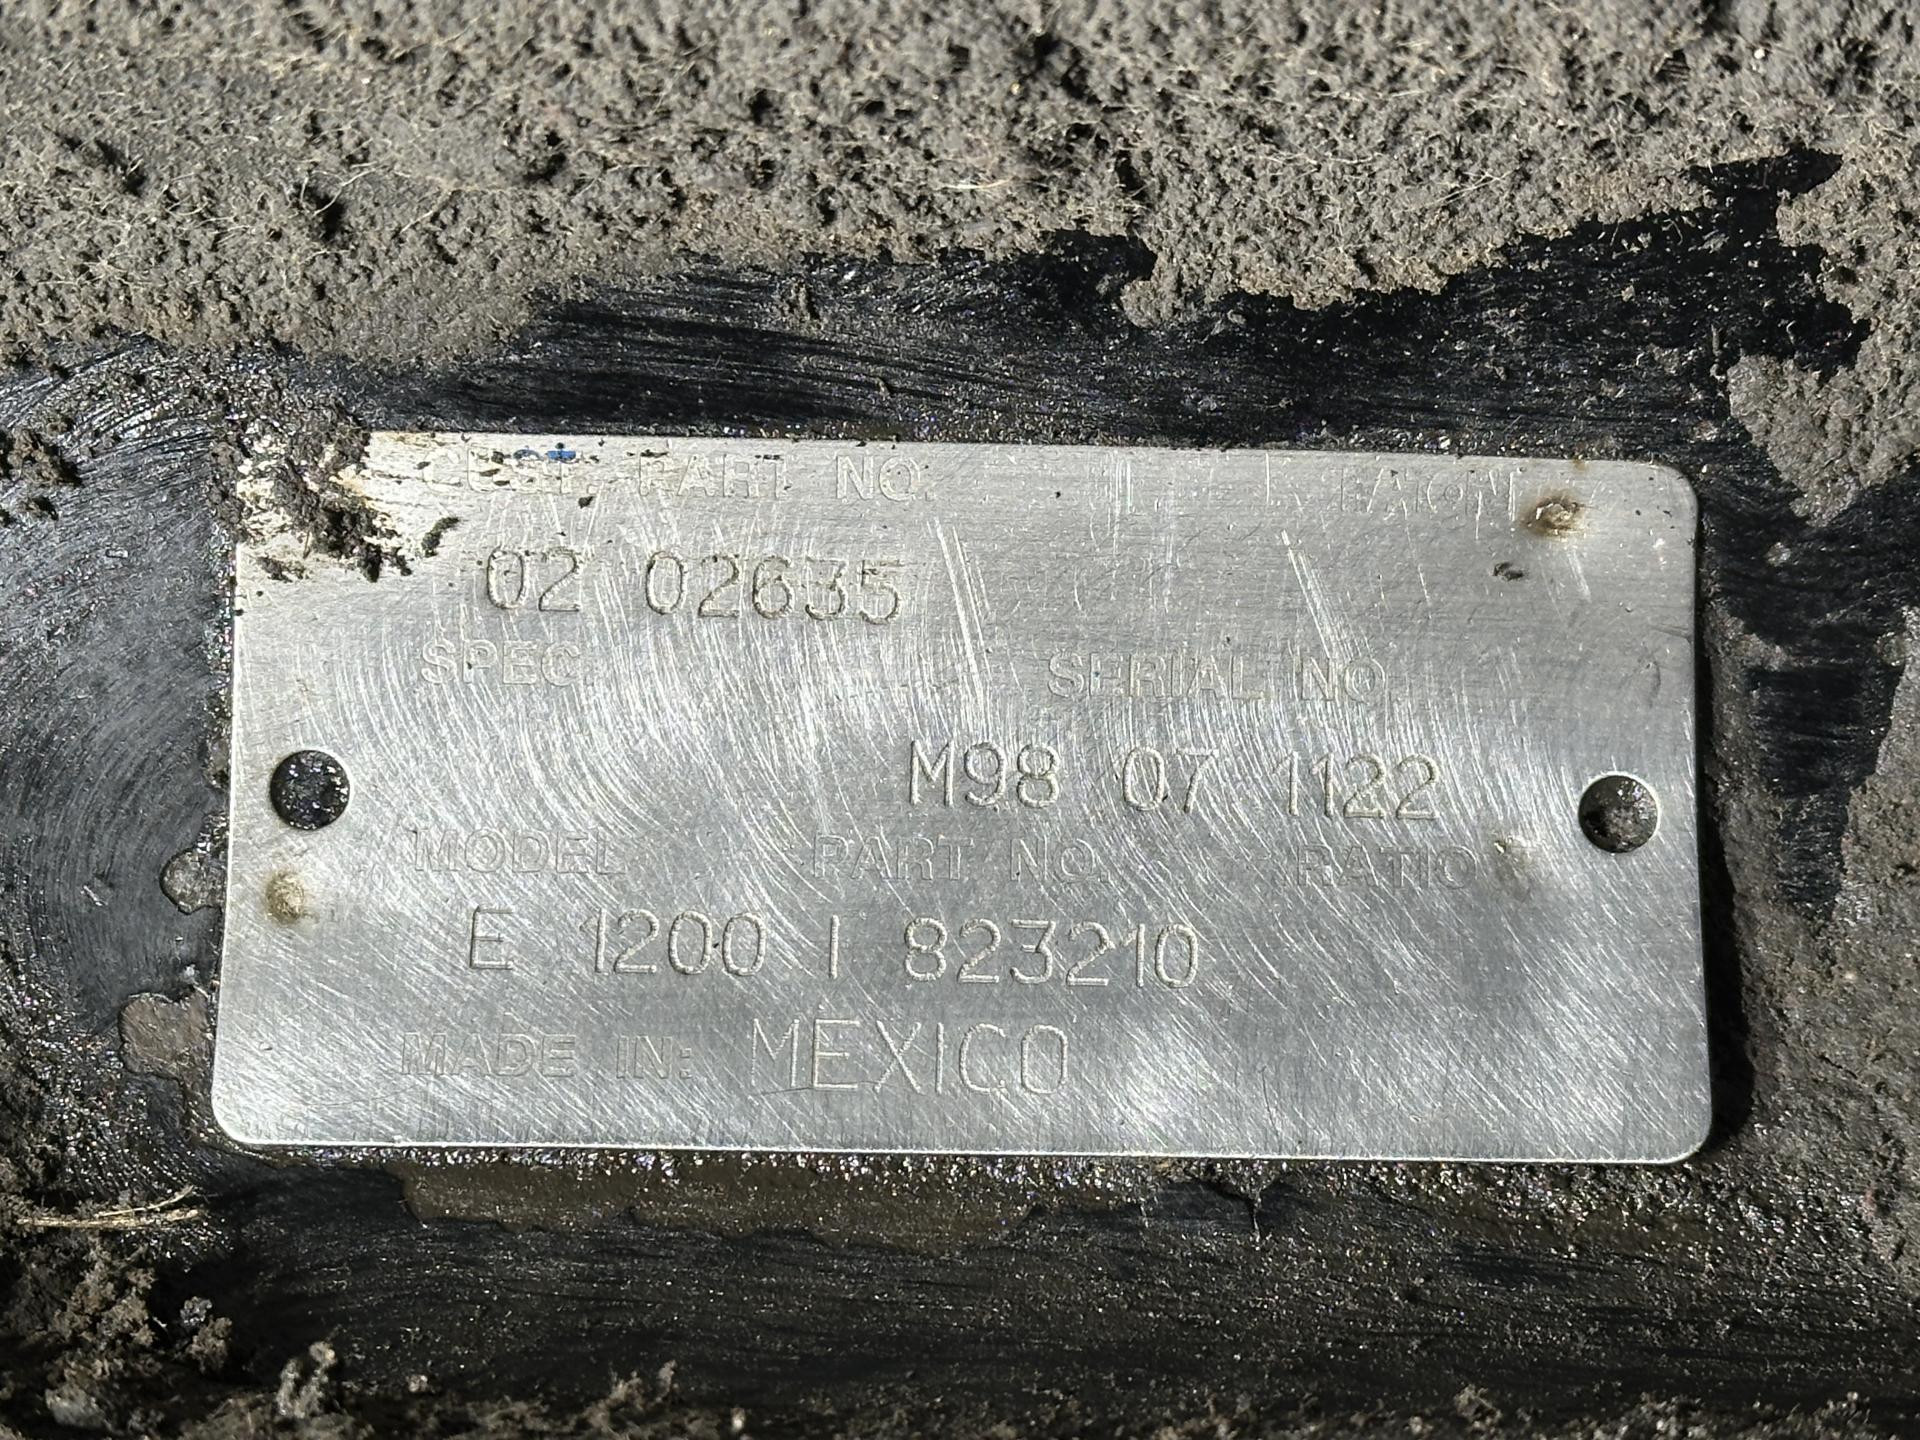 CUST. PART NO. EATON
02 02635
SPEC. SERIAL NO.
M98 07 1122
MODEL PART NO. RATIO
E 1200 I 823210
MADE IN: MEXICO